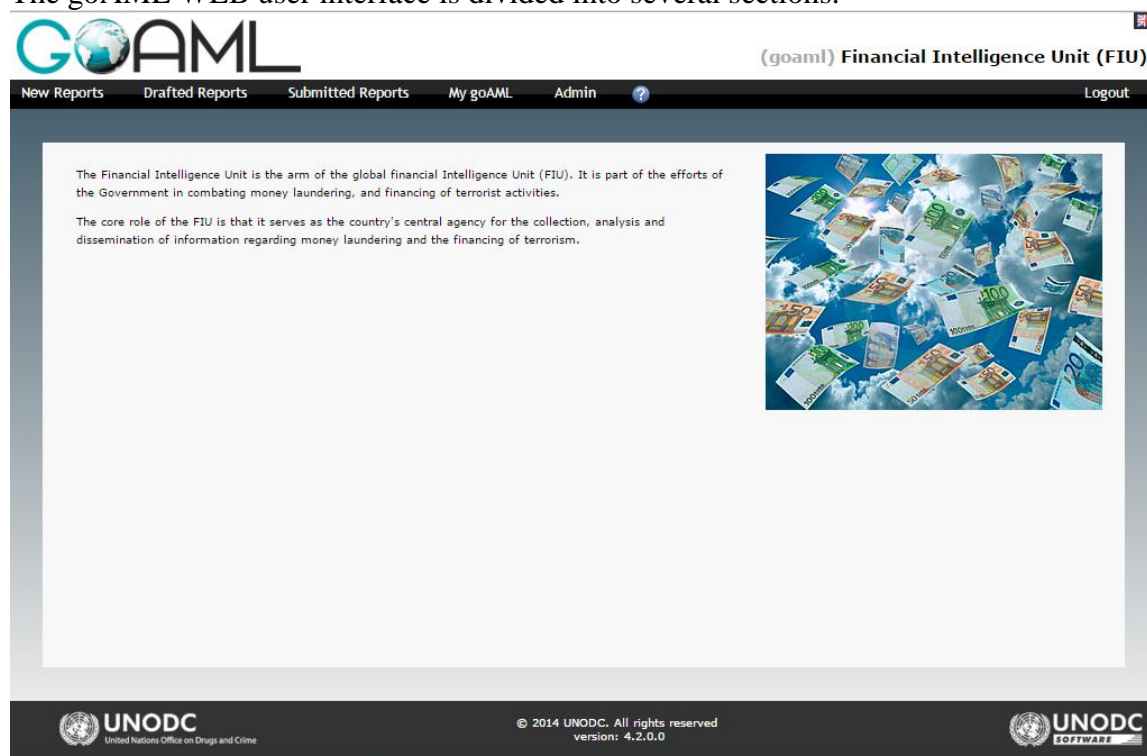 The goAML WEB user interface is divided into several sections.
GOAML
(goaml) Financial Intelligence Unit (FIU)
New Reports Drafted Reports Submitted Reports My goAML Admin ? Logout
The Financial Intelligence Unit is the arm of the global financial Intelligence Unit (FIU). It is part of the efforts of
the Government in combating money laundering, and financing of terrorist activities.
The core role of the FIU is that it serves as the country's central agency for the collection, analysis and
dissemination of information regarding money laundering and the financing of terrorism.
UNODC
United Nations Office on Drugs and Crime
© 2014 UNODC. All rights reserved
version: 4.2.0.0
UNODC
SOFTWARE